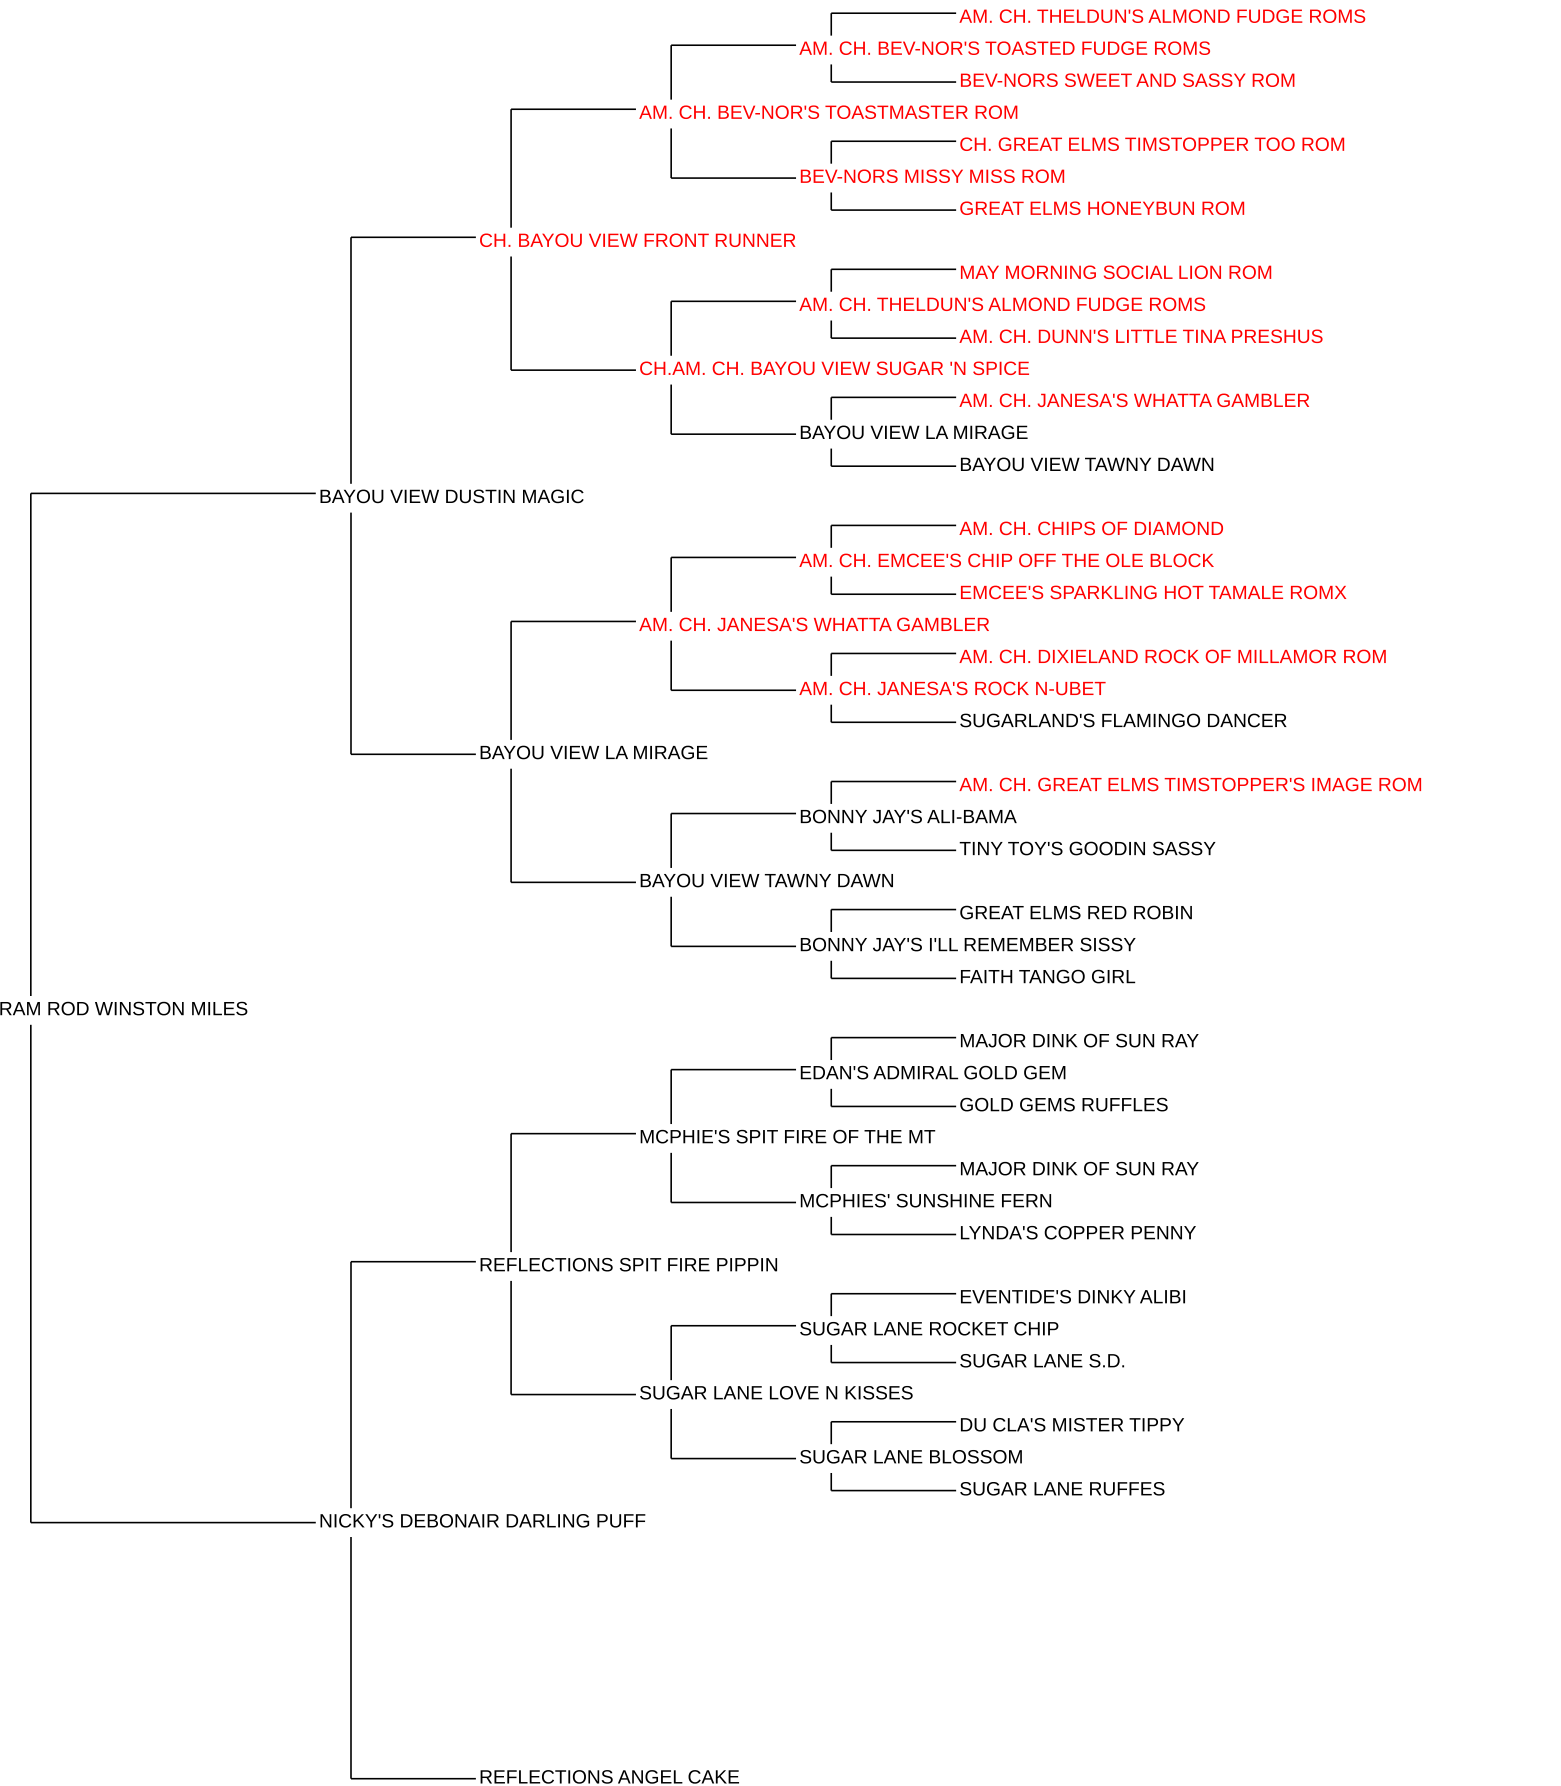 AM. CH. THELDUN'S ALMOND FUDGE ROMS
AM. CH. BEV-NOR'S TOASTED FUDGE ROMS
BEV-NORS SWEET AND SASSY ROM
AM. CH. BEV-NOR'S TOASTMASTER ROM
CH. GREAT ELMS TIMSTOPPER TOO ROM
BEV-NORS MISSY MISS ROM
GREAT ELMS HONEYBUN ROM
CH. BAYOU VIEW FRONT RUNNER
MAY MORNING SOCIAL LION ROM
AM. CH. THELDUN'S ALMOND FUDGE ROMS
AM. CH. DUNN'S LITTLE TINA PRESHUS
CH.AM. CH. BAYOU VIEW SUGAR 'N SPICE
AM. CH. JANESA'S WHATTA GAMBLER
BAYOU VIEW LA MIRAGE
BAYOU VIEW TAWNY DAWN
BAYOU VIEW DUSTIN MAGIC
AM. CH. CHIPS OF DIAMOND
AM. CH. EMCEE'S CHIP OFF THE OLE BLOCK
EMCEE'S SPARKLING HOT TAMALE ROMX
AM. CH. JANESA'S WHATTA GAMBLER
AM. CH. DIXIELAND ROCK OF MILLAMOR ROM
AM. CH. JANESA'S ROCK N-UBET
SUGARLAND'S FLAMINGO DANCER
BAYOU VIEW LA MIRAGE
AM. CH. GREAT ELMS TIMSTOPPER'S IMAGE ROM
BONNY JAY'S ALI-BAMA
TINY TOY'S GOODIN SASSY
BAYOU VIEW TAWNY DAWN
GREAT ELMS RED ROBIN
BONNY JAY'S I'LL REMEMBER SISSY
FAITH TANGO GIRL
RAM ROD WINSTON MILES
MAJOR DINK OF SUN RAY
EDAN'S ADMIRAL GOLD GEM
GOLD GEMS RUFFLES
MCPHIE'S SPIT FIRE OF THE MT
MAJOR DINK OF SUN RAY
MCPHIES' SUNSHINE FERN
LYNDA'S COPPER PENNY
REFLECTIONS SPIT FIRE PIPPIN
EVENTIDE'S DINKY ALIBI
SUGAR LANE ROCKET CHIP
SUGAR LANE S.D.
SUGAR LANE LOVE N KISSES
DU CLA'S MISTER TIPPY
SUGAR LANE BLOSSOM
SUGAR LANE RUFFES
NICKY'S DEBONAIR DARLING PUFF
REFLECTIONS ANGEL CAKE